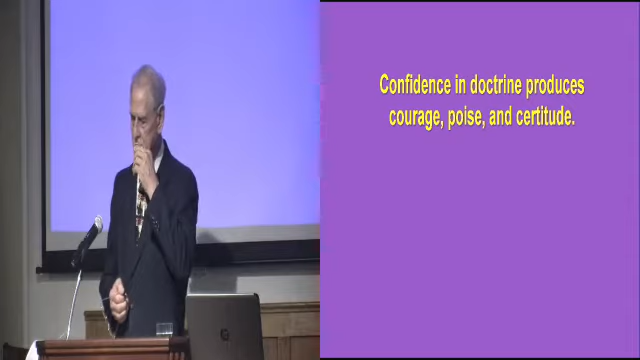 Confidence in doctrine produces
courage, poise, and certitude.